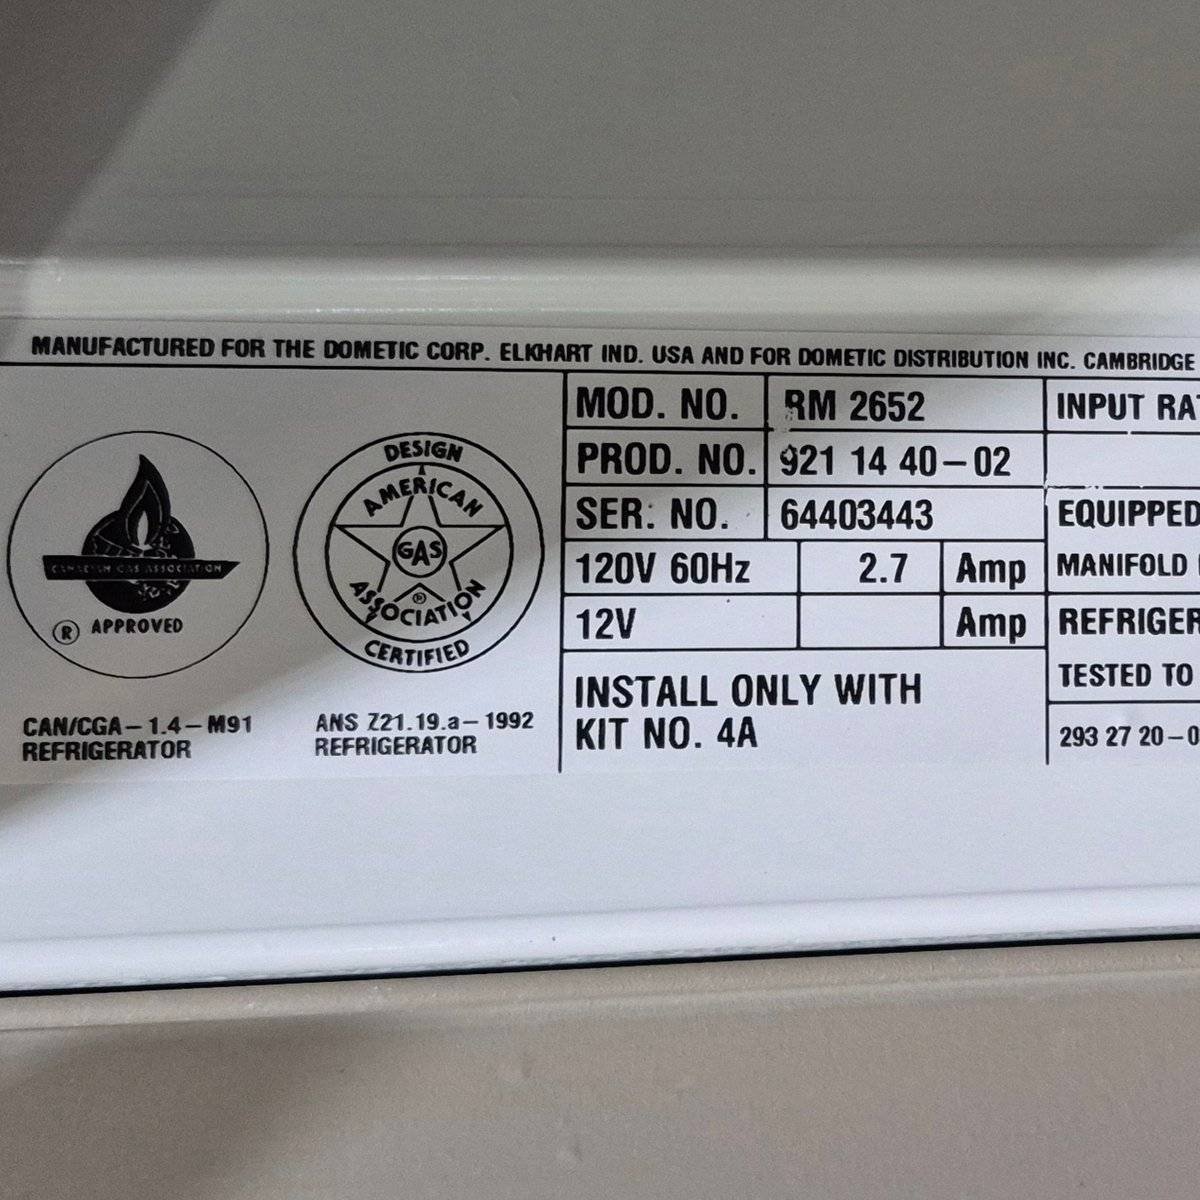 MANUFACTURED FOR THE DOMETIC CORP. ELKHART IND. USA AND FOR DOMETIC DISTRIBUTION INC. CAMBRIDGE
CANADIAN GAS ASSOCIATION
® APPROVED
CAN/CGA-1.4-M91
REFRIGERATOR
DESIGN
AMERICAN
GAS
®
ASSOCIATION
CERTIFIED
ANS Z21.19.a-1992
REFRIGERATOR
MOD. NO. RM 2652
PROD. NO. 921 14 40-02
SER. NO. 64403443
120V 60Hz 2.7 Amp
12V Amp
INSTALL ONLY WITH
KIT NO. 4A
INPUT
EQUIPPED
MANIFOLD
TESTED TO
293 27 20-0